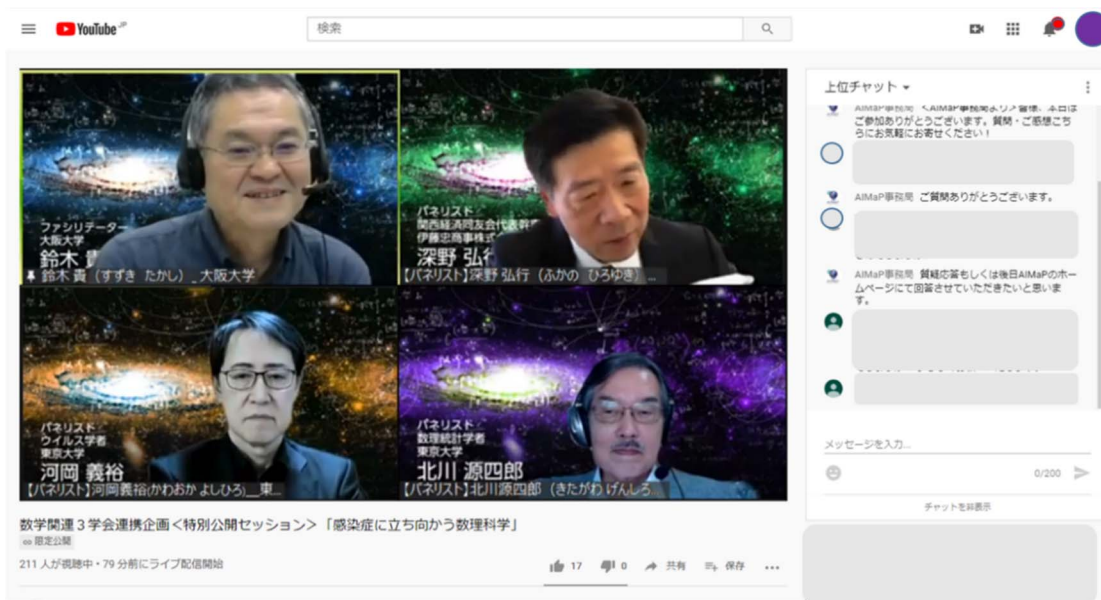 YouTube JP
検索
ファシリテーター
大阪大学
鈴木 貴
鈴木 貴（すずき たかし）_大阪大学
パネリスト
関西経済同友会代表幹
伊藤忠商事株式会
深野 弘行
【パネリスト】深野 弘行（ふかの ひろゆき）...
パネリスト
ウイルス学者
東京大学
河岡 義裕
【パネリスト】河岡義裕(かわおか よしひろ)__東...
パネリスト
数理統計学者
東京大学
北川 源四郎
【パネリスト】北川源四郎（きたがわ げんしろ...
数学関連３学会連携企画＜特別公開セッション＞「感染症に立ち向かう数理科学」
限定公開
211 人が視聴中・79 分前にライブ配信開始
17
0
共有
保存
上位チャット
AIMaP事務局 <AIMaP事務局より> 皆様、本日は
ご参加ありがとうございます。質問・ご感想こち
らにお気軽にお寄せください！
AIMaP事務局 ご質問ありがとうございます。
AIMaP事務局 質疑応答もしくは後日AIMaPのホー
ムページにて回答させていただきたいと思いま
す。
メッセージを入力...
0/200
チャットを非表示